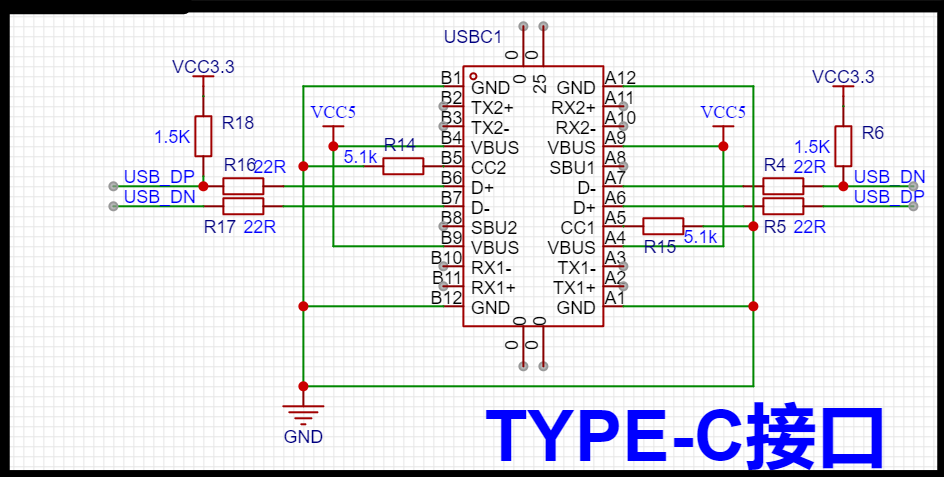 USBC1
0 0
0 25
VCC3.3
VCC3.3
VCC5
VCC5
1.5K R18
1.5K R6
B1 GND GND A12
B2 TX2+ RX2+ A11
B3 TX2- RX2- A10
B4 VBUS VBUS A9
5.1k R14 B5 CC2 SBU1 A8
USB_DP R16 22R B6 D+ D- A7 R4 22R USB_DN
USB_DN R17 22R B7 D- D+ A6 R5 22R USB_DP
B8 SBU2 CC1 A5 R15 5.1k
B9 VBUS VBUS A4
B10 RX1- TX1- A3
B11 RX1+ TX1+ A2
B12 GND GND A1
0 0
0 0
GND
TYPE-C接口